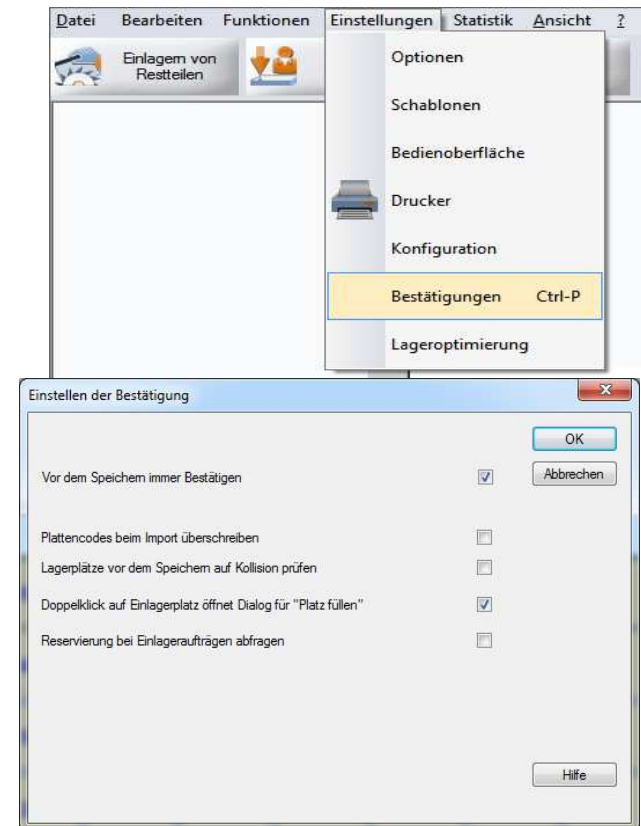 Datei Bearbeiten Funktionen Einstellungen Statistik Ansicht ?
Einlagern von
Restteilen
Optionen
Schablonen
Bedienoberfläche
Drucker
Konfiguration
Bestätigungen Ctrl-P
Lageroptimierung
Einstellen der Bestätigung
OK
Vor dem Speichern immer Bestätigen
Abbrechen
Plattencodes beim Import überschreiben
Lagerplätze vor dem Speichern auf Kollision prüfen
Doppelklick auf Einlagerplatz öffnet Dialog für "Platz füllen"
Reservierung bei Einlageraufträgen abfragen
Hilfe